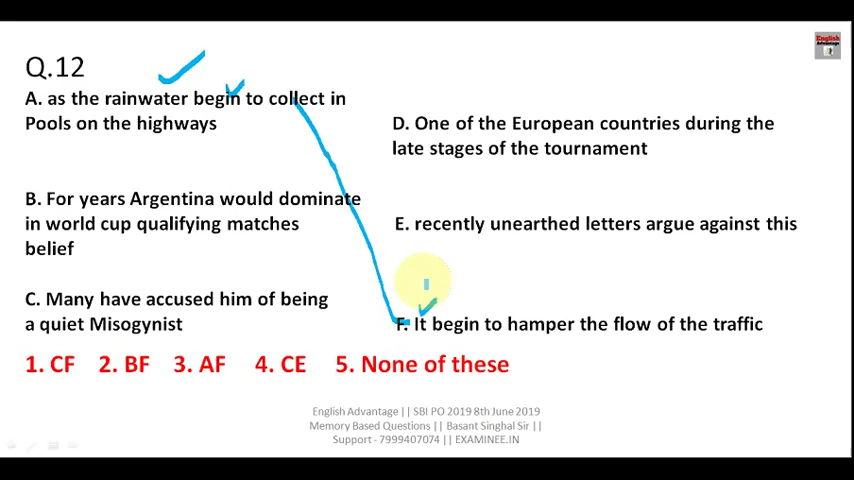 English
Advantage
Q.12
A. as the rainwater begin to collect in
Pools on the highways
D. One of the European countries during the
late stages of the tournament
B. For years Argentina would dominate
in world cup qualifying matches
belief
E. recently unearthed letters argue against this
C. Many have accused him of being
a quiet Misogynist
F. It begin to hamper the flow of the traffic
1. CF 2. BF 3. AF 4. CE 5. None of these
English Advantage || SBI PO 2019 8th June 2019
Memory Based Questions || Basant Singhal Sir ||
Support - 7999407074 || EXAMINEE.IN